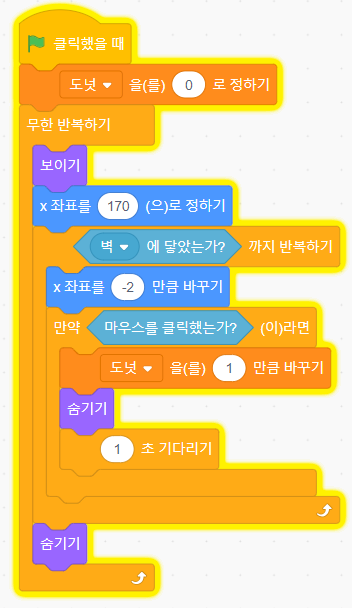 클릭했을 때
도넛 을(를) 0 로 정하기
무한 반복하기
보이기
x 좌표를 170 (으)로 정하기
벽 에 닿았는가? 까지 반복하기
x 좌표를 -2 만큼 바꾸기
만약 마우스를 클릭했는가? (이)라면
도넛 을(를) 1 만큼 바꾸기
숨기기
1 초 기다리기
숨기기